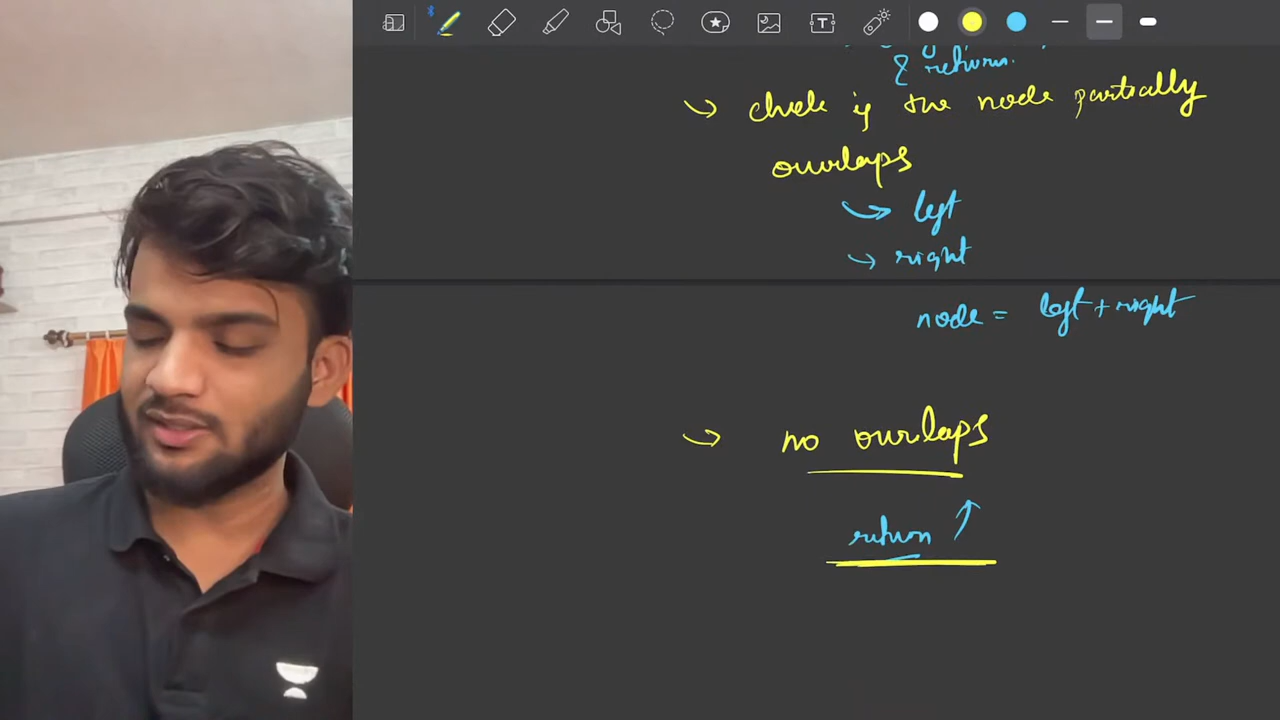 & return.
→ check if the node partially
overlaps
→ left
→ right
node = left + right
→ no overlaps
return ↑